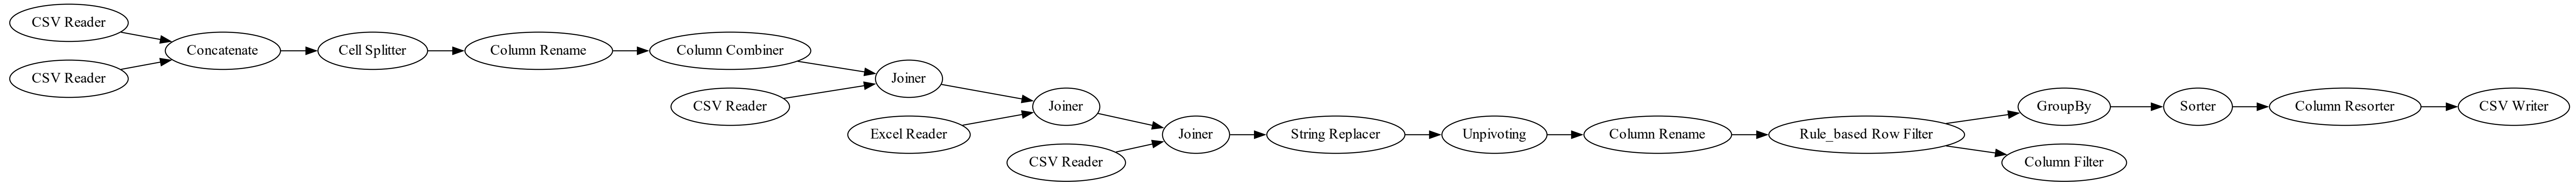 CSV Reader
CSV Reader
Concatenate
Cell Splitter
Column Rename
Column Combiner
CSV Reader
Joiner
Excel Reader
Joiner
CSV Reader
Joiner
String Replacer
Unpivoting
Column Rename
Rule_based Row Filter
GroupBy
Column Filter
Sorter
Column Resorter
CSV Writer